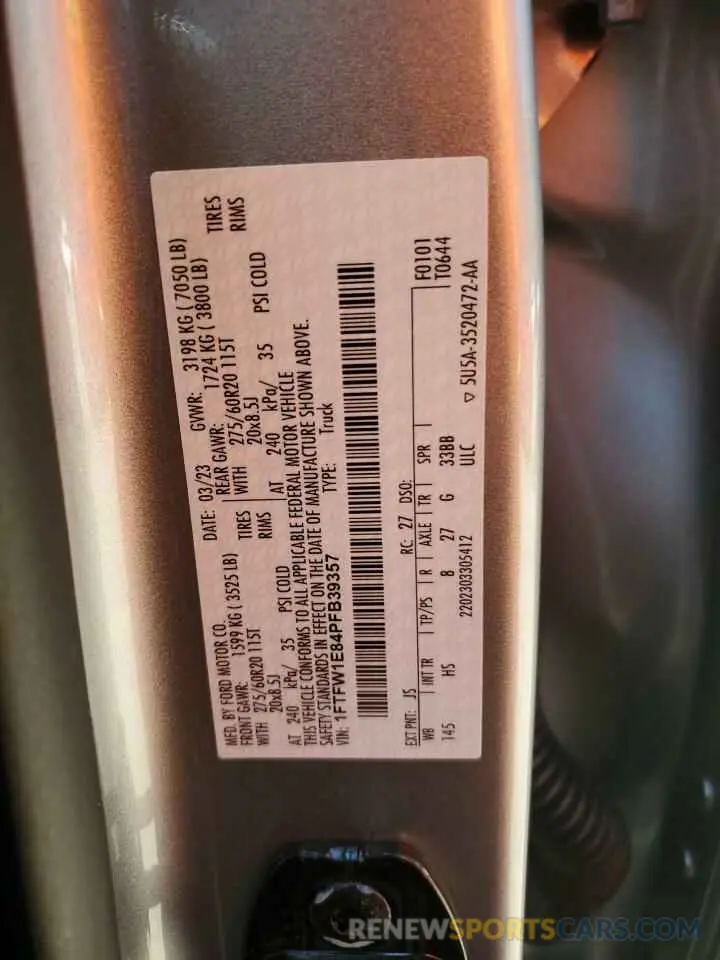 MFD. BY FORD MOTOR CO. DATE: 03/23 GVWR: 3198 KG ( 7050 LB)
FRONT GAWR: 1599 KG ( 3525 LB) REAR GAWR: 1724 KG ( 3800 LB)
WITH 275/60R20 115T TIRES WITH 275/60R20 115T TIRES
20x8.5J RIMS 20x8.5J RIMS
AT 240 kPa/ 35 PSI COLD AT 240 kPa/ 35 PSI COLD
THIS VEHICLE CONFORMS TO ALL APPLICABLE FEDERAL MOTOR VEHICLE
SAFETY STANDARDS IN EFFECT ON THE DATE OF MANUFACTURE SHOWN ABOVE.
VIN: 1FTFW1E84PFB39357 TYPE: Truck
EXT PNT: JS RC: 27 DSO: F0101
WB INT TR TP/PS R AXLE TR SPR T0644
145 HS 8 27 G 33BB
2202303305412 ULC ▽ 5U5A-3520472-AA
RENEWSPORTSCARS.COM